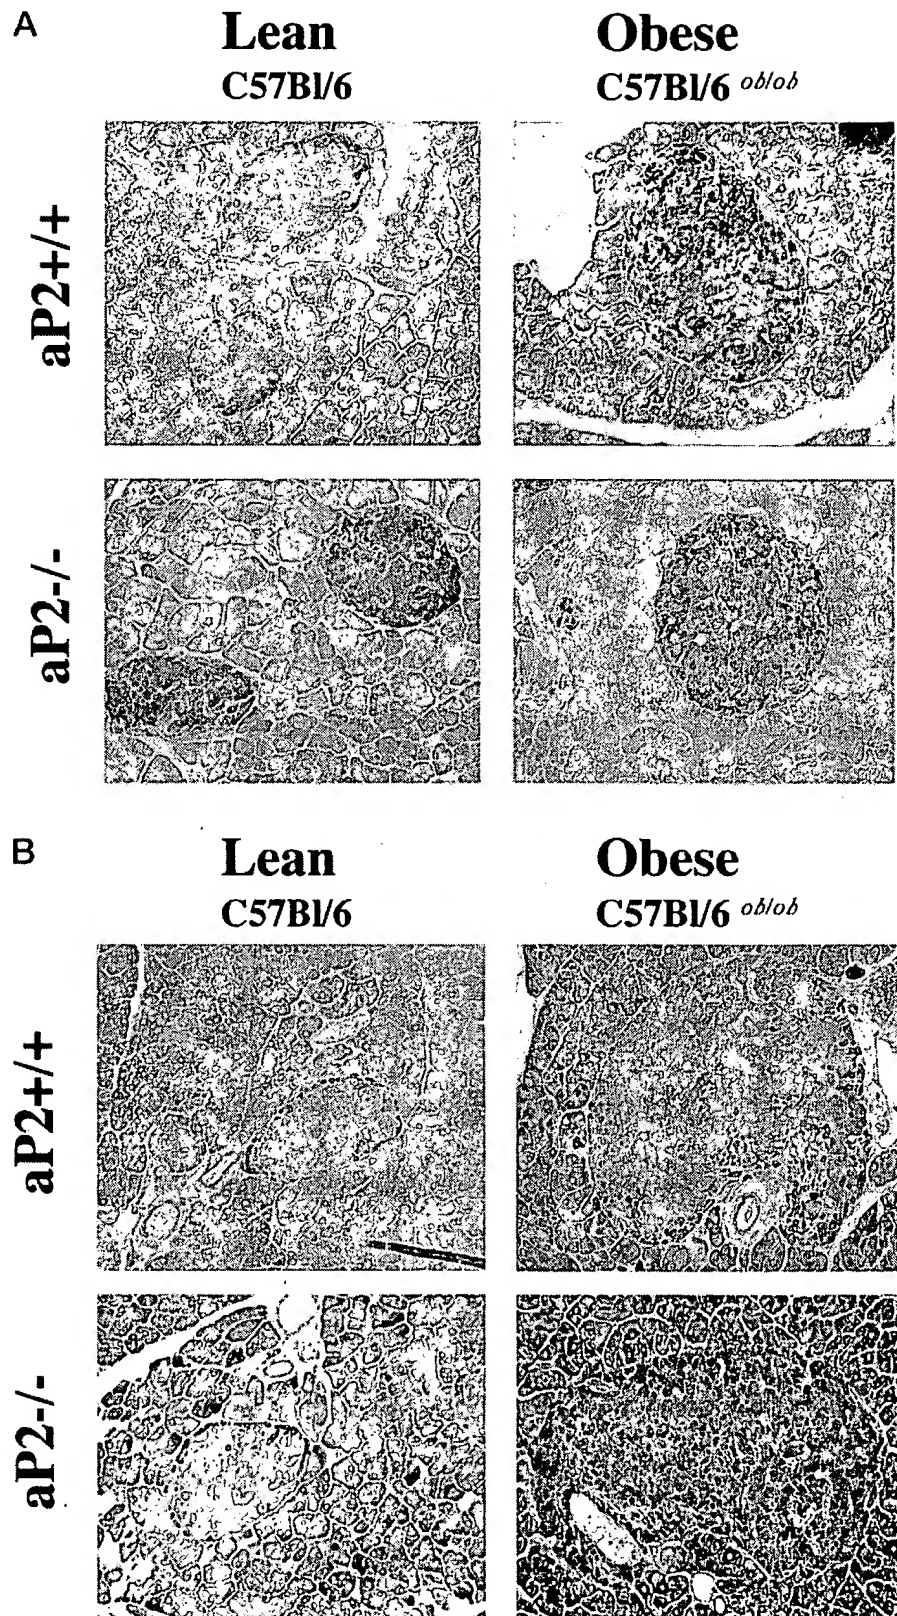 A
Lean
Obese
C57Bl/6
C57Bl/6 ob/ob
aP2+/+
aP2-/-
B
Lean
Obese
C57Bl/6
C57Bl/6 ob/ob
aP2+/+
aP2-/-